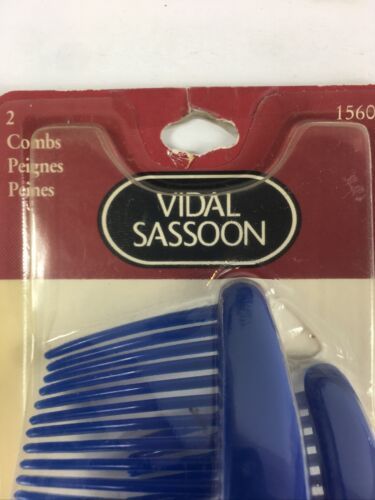 2
Combs
Peignes
Peines
1560
VIDAL
SASSOON